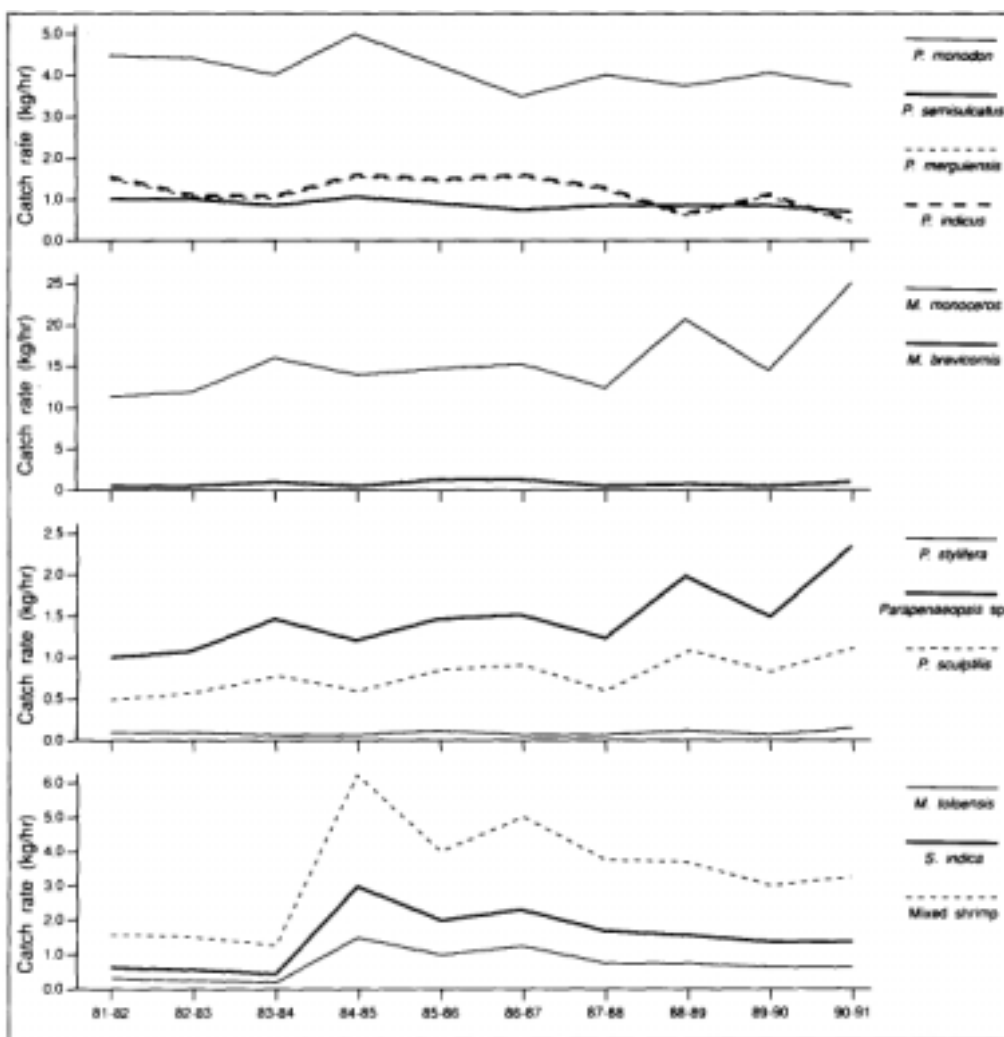 Catch rate (kg/hr)
5.0
4.0
3.0
2.0
1.0
0.0
P. monodon
P. semisulcatus
P. merguiensis
P. indicus
Catch rate (kg/hr)
25
20
15
10
5
0
M. monoceros
M. brevicornis
Catch rate (kg/hr)
2.5
2.0
1.5
1.0
0.5
0.0
P. stylifera
Parapenaeopsis sp
P. sculptilis
Catch rate (kg/hr)
6.0
5.0
4.0
3.0
2.0
1.0
0.0
M. toloensis
S. indica
Mixed shrimp
81-82 82-83 83-84 84-85 85-86 86-87 87-88 88-89 89-90 90-91